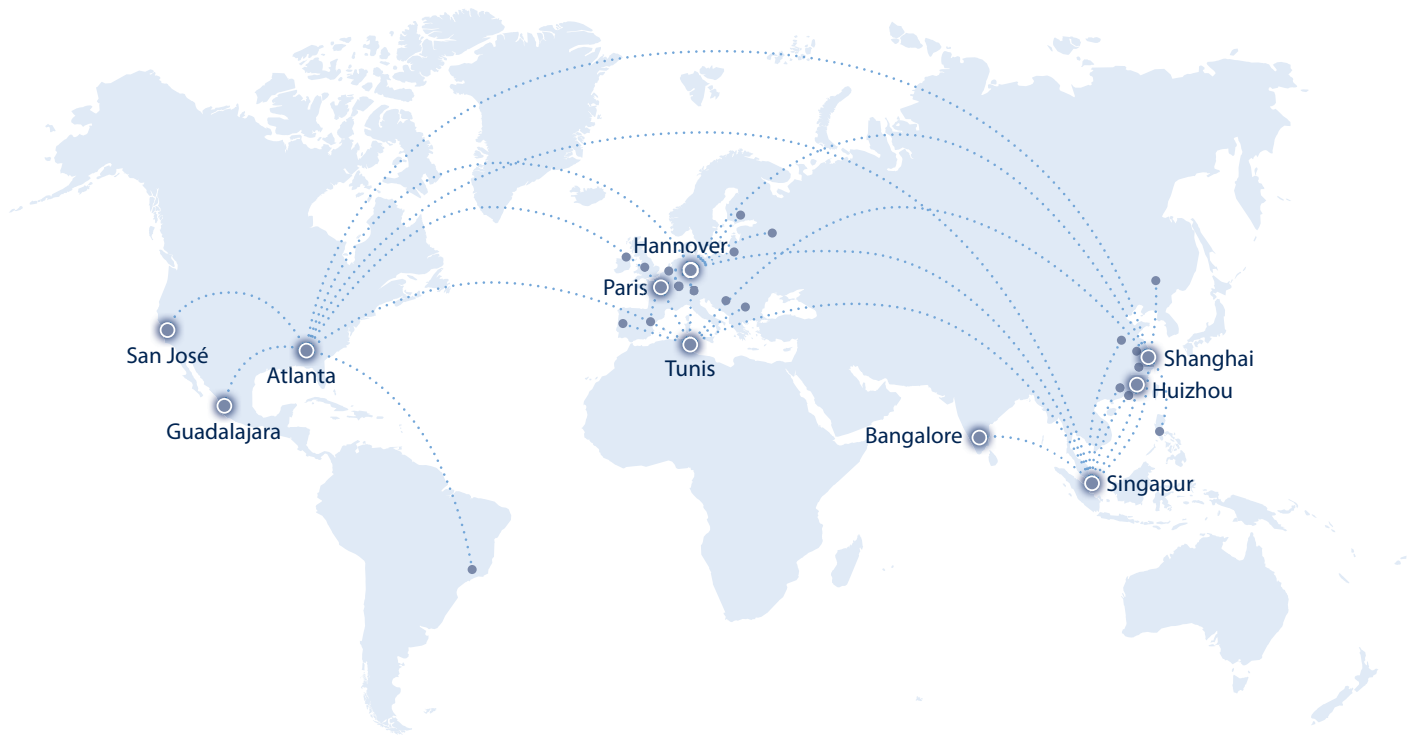 Hannover
Paris
San José
Atlanta
Tunis
Shanghai
Huizhou
Guadalajara
Bangalore
Singapur